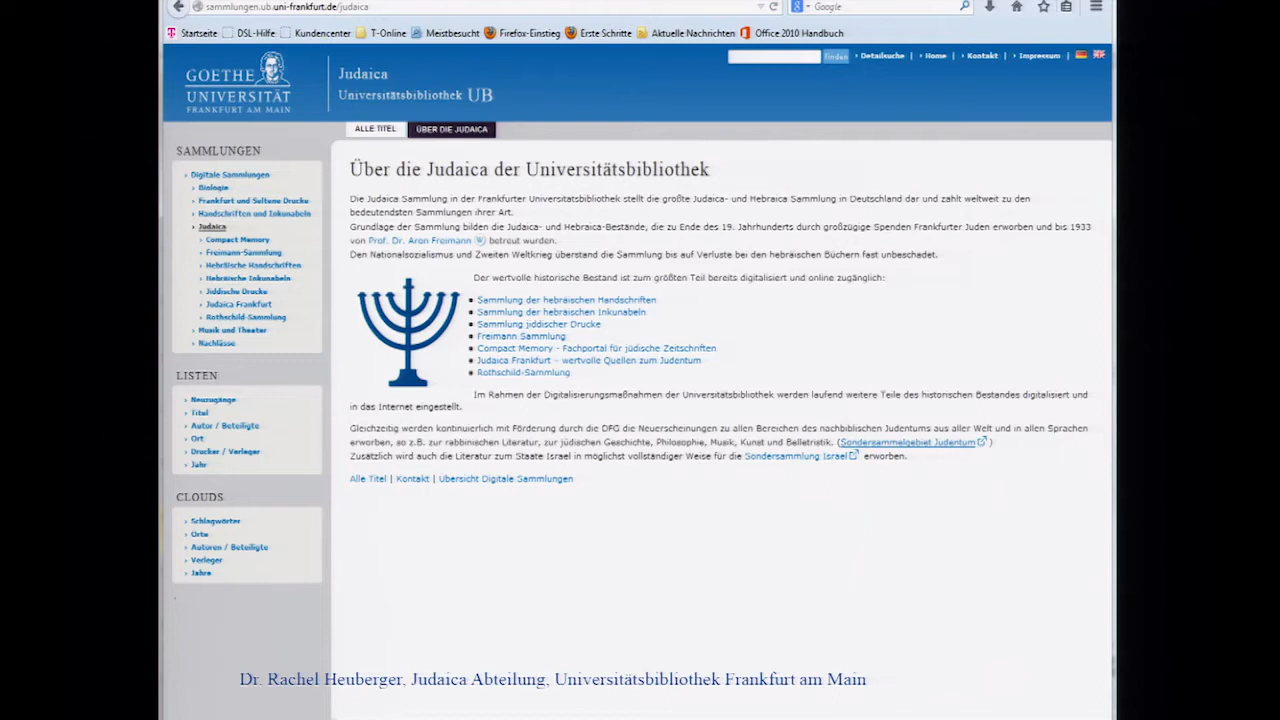 sammlungen.ub.uni-frankfurt.de/judaica
Google
Startseite DSL-Hilfe Kundencenter T-Online Meistbesucht Firefox-Einstieg Erste Schritte Aktuelle Nachrichten Office 2010 Handbuch
finden Detailsuche | Home | Kontakt | Impressum
GOETHE UNIVERSITÄT
FRANKFURT AM MAIN
Judaica
Universitätsbibliothek UB
ALLE TITEL ÜBER DIE JUDAICA
SAMMLUNGEN
Digitale Sammlungen
Biologie
Frankfurt und Seltene Drucke
Handschriften und Inkunabeln
Judaica
Compact Memory
Freimann-Sammlung
Hebräische Handschriften
Hebräische Inkunabeln
Jiddische Drucke
Judaica Frankfurt
Rothschild-Sammlung
Musik und Theater
Nachlässe
LISTEN
Neuzugänge
Titel
Autor / Beteiligte
Ort
Drucker / Verleger
Jahr
CLOUDS
Schlagwörter
Orte
Autoren / Beteiligte
Verleger
Jahre
Über die Judaica der Universitätsbibliothek
Die Judaica Sammlung in der Frankfurter Universitätsbibliothek stellt die größte Judaica- und Hebraica Sammlung in Deutschland dar und zählt weltweit zu den
bedeutendsten Sammlungen ihrer Art.
Grundlage der Sammlung bilden die Judaica- und Hebraica-Bestände, die zu Ende des 19. Jahrhunderts durch großzügige Spenden Frankfurter Juden erworben und bis 1933
von Prof. Dr. Aron Freimann betreut wurden.
Den Nationalsozialismus und Zweiten Weltkrieg überstand die Sammlung bis auf Verluste bei den hebräischen Büchern fast unbeschadet.
Der wertvolle historische Bestand ist zum größten Teil bereits digitalisiert und online zugänglich:
Sammlung der hebräischen Handschriften
Sammlung der hebräischen Inkunabeln
Sammlung jiddischer Drucke
Freimann Sammlung
Compact Memory - Fachportal für jüdische Zeitschriften
Judaica Frankfurt – wertvolle Quellen zum Judentum
Rothschild-Sammlung
Im Rahmen der Digitalisierungsmaßnahmen der Universitätsbibliothek werden laufend weitere Teile des historischen Bestandes digitalisiert und
in das Internet eingestellt.
Gleichzeitig werden kontinuierlich mit Förderung durch die DFG die Neuerscheinungen zu allen Bereichen des nachbiblischen Judentums aus aller Welt und in allen Sprachen
erworben, so z.B. zur rabbinischen Literatur, zur jüdischen Geschichte, Philosophie, Musik, Kunst und Belletristik. (Sondersammelgebiet Judentum )
Zusätzlich wird auch die Literatur zum Staate Israel in möglichst vollständiger Weise für die Sondersammlung Israel erworben.
Alle Titel | Kontakt | Übersicht Digitale Sammlungen
Dr. Rachel Heuberger, Judaica Abteilung, Universitätsbibliothek Frankfurt am Main